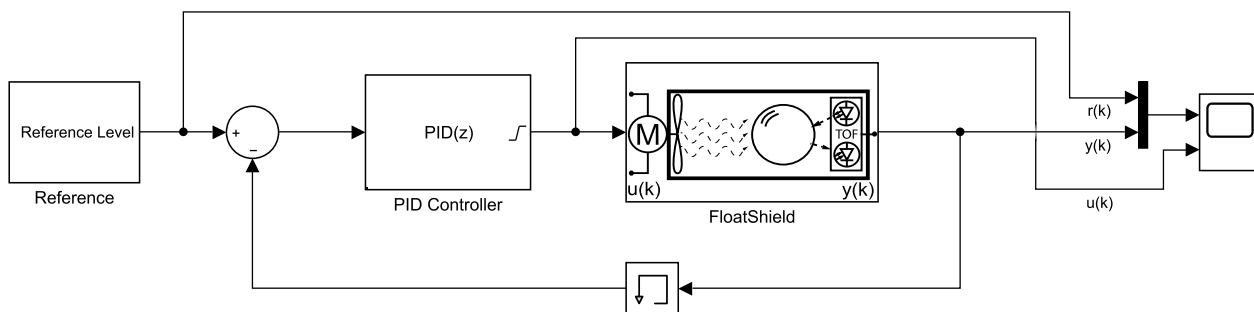 r(k)
Reference Level
+
−
PID(z)
M
TOF
y(k)
u(k)
y(k)
u(k)
Reference
PID Controller
FloatShield